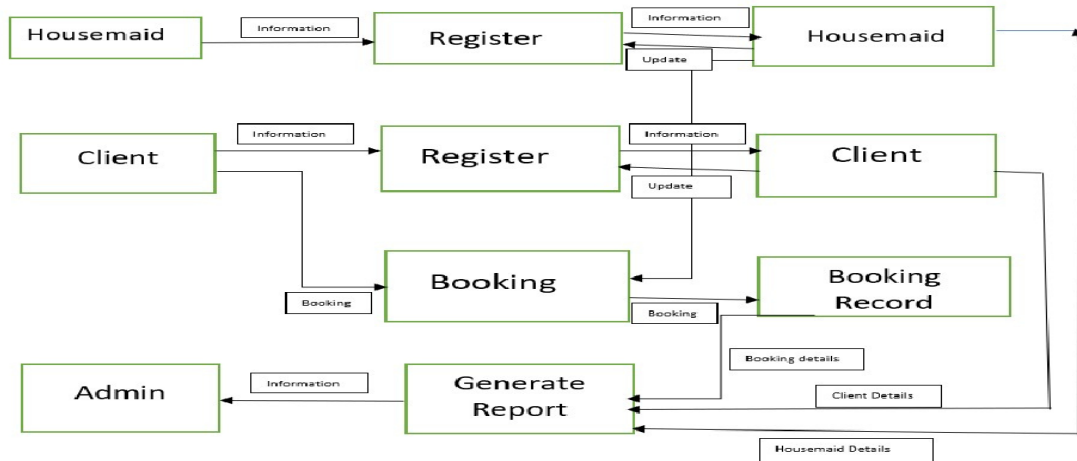 Housemaid
Information
Register
Information
Update
Housemaid
Client
Information
Register
Information
Update
Client
Booking
Booking
Booking
Booking
Record
Booking details
Client Details
Housemaid Details
Admin
Information
Generate
Report